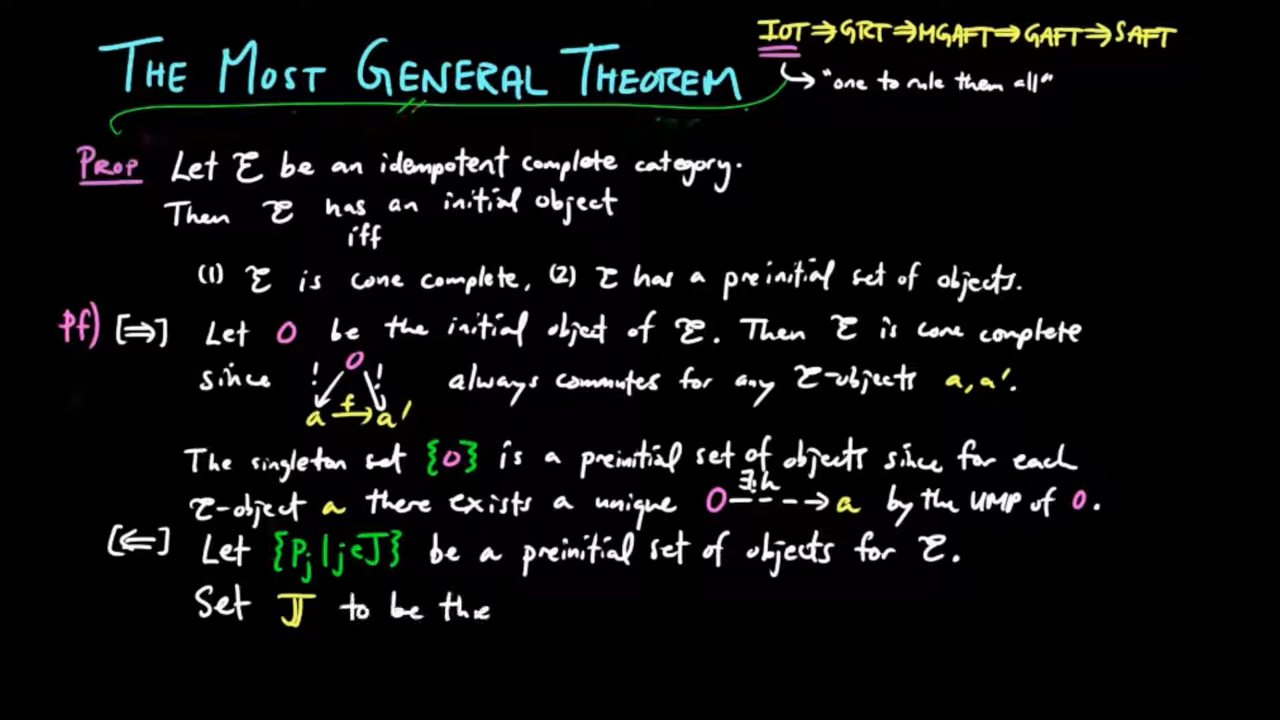 IOT ⇒ GRT ⇒ MGAFT ⇒ GAFT ⇒ SAFT
THE MOST GENERAL THEOREM
↳ "one to rule them all"
PROP Let ℰ be an idempotent complete category.
Then ℰ has an initial object
iff
(1) ℰ is cone complete, (2) ℰ has a preinitial set of objects.
Pf) [⇒] Let 0 be the initial object of ℰ. Then ℰ is cone complete
0
since ! ! always commutes for any ℰ-objects a, a'.
a f→ a'
The singleton set {0} is a preinitial set of objects since for each
∃!h
ℰ-object a there exists a unique 0 ---→ a by the UMP of 0.
[⇐] Let {Pj | j∈J} be a preinitial set of objects for ℰ.
Set 𝕁 to be the